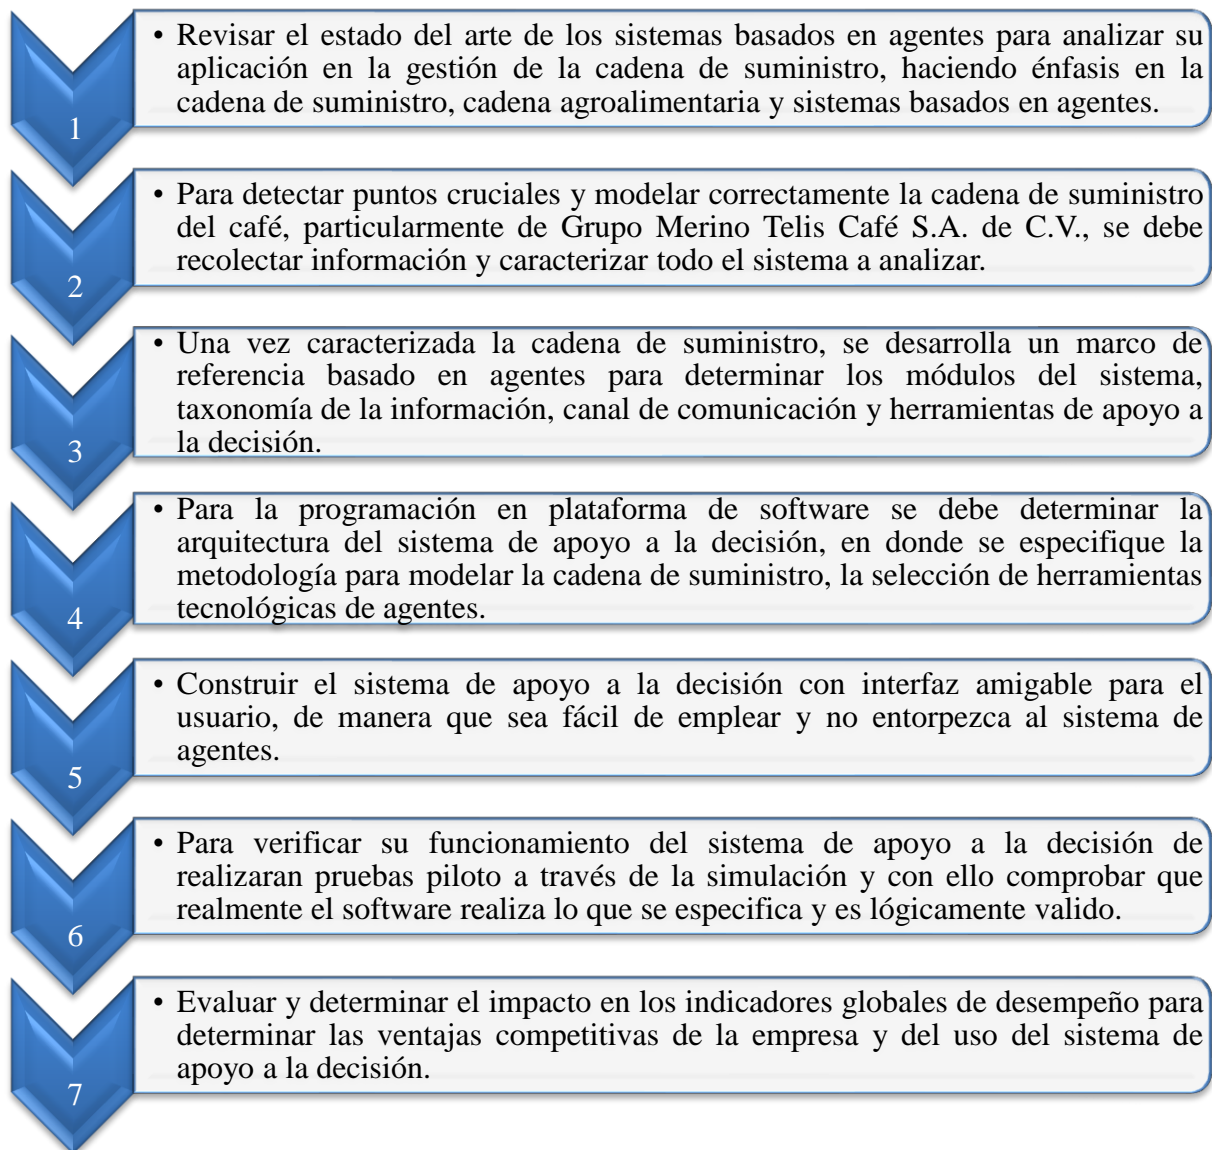 • Revisar el estado del arte de los sistemas basados en agentes para analizar su
aplicación en la gestión de la cadena de suministro, haciendo énfasis en la
cadena de suministro, cadena agroalimentaria y sistemas basados en agentes.
1
• Para detectar puntos cruciales y modelar correctamente la cadena de suministro
del café, particularmente de Grupo Merino Telis Café S.A. de C.V., se debe
recolectar información y caracterizar todo el sistema a analizar.
2
• Una vez caracterizada la cadena de suministro, se desarrolla un marco de
referencia basado en agentes para determinar los módulos del sistema,
taxonomía de la información, canal de comunicación y herramientas de apoyo a
la decisión.
3
• Para la programación en plataforma de software se debe determinar la
arquitectura del sistema de apoyo a la decisión, en donde se especifique la
metodología para modelar la cadena de suministro, la selección de herramientas
tecnológicas de agentes.
4
• Construir el sistema de apoyo a la decisión con interfaz amigable para el
usuario, de manera que sea fácil de emplear y no entorpezca al sistema de
agentes.
5
• Para verificar su funcionamiento del sistema de apoyo a la decisión de
realizaran pruebas piloto a través de la simulación y con ello comprobar que
realmente el software realiza lo que se especifica y es lógicamente valido.
6
• Evaluar y determinar el impacto en los indicadores globales de desempeño para
determinar las ventajas competitivas de la empresa y del uso del sistema de
apoyo a la decisión.
7